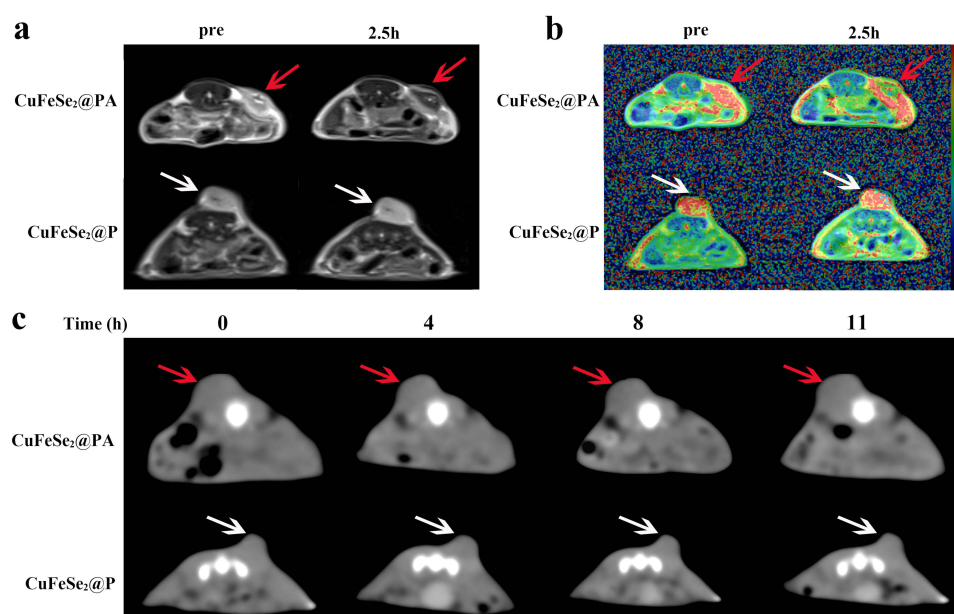 a
pre 2.5h
CuFeSe₂@PA
CuFeSe₂@P
b
pre 2.5h
CuFeSe₂@PA
CuFeSe₂@P
c
Time (h) 0 4 8 11
CuFeSe₂@PA
CuFeSe₂@P